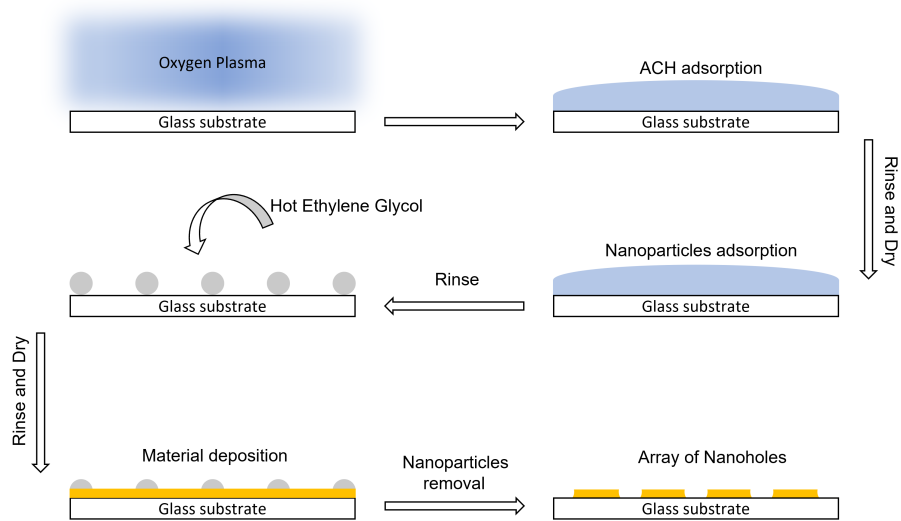 Oxygen Plasma
Glass substrate
ACH adsorption
Glass substrate
Rinse and Dry
Hot Ethylene Glycol
Glass substrate
Rinse
Nanoparticles adsorption
Glass substrate
Rinse and Dry
Material deposition
Glass substrate
Nanoparticles
removal
Array of Nanoholes
Glass substrate